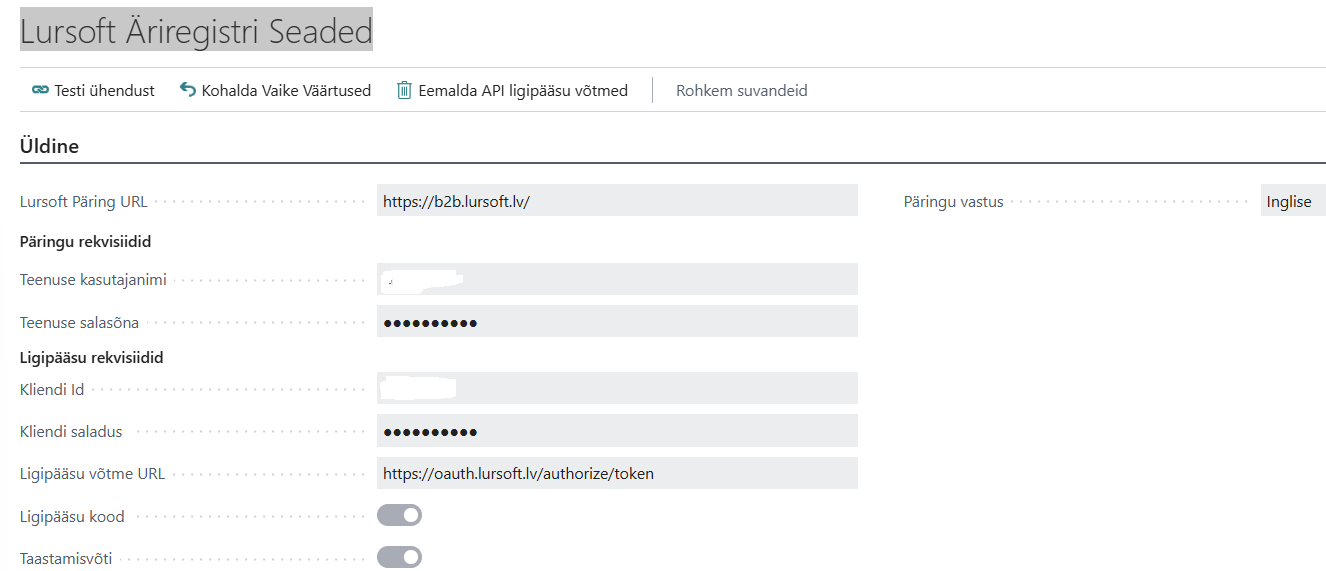 Lursoft Äriregistri Seaded
Testi ühendust Kohalda Vaike Väärtused Eemalda API ligipääsu võtmed Rohkem suvandeid
Üldine
Lursoft Päring URL https://b2b.lursoft.lv/ Päringu vastus Inglise
Päringu rekvisiidid
Teenuse kasutajanimi
Teenuse salasõna ●●●●●●●●●●
Ligipääsu rekvisiidid
Kliendi Id
Kliendi saladus ●●●●●●●●●●
Ligipääsu võtme URL https://oauth.lursoft.lv/authorize/token
Ligipääsu kood
Taastamisvõti